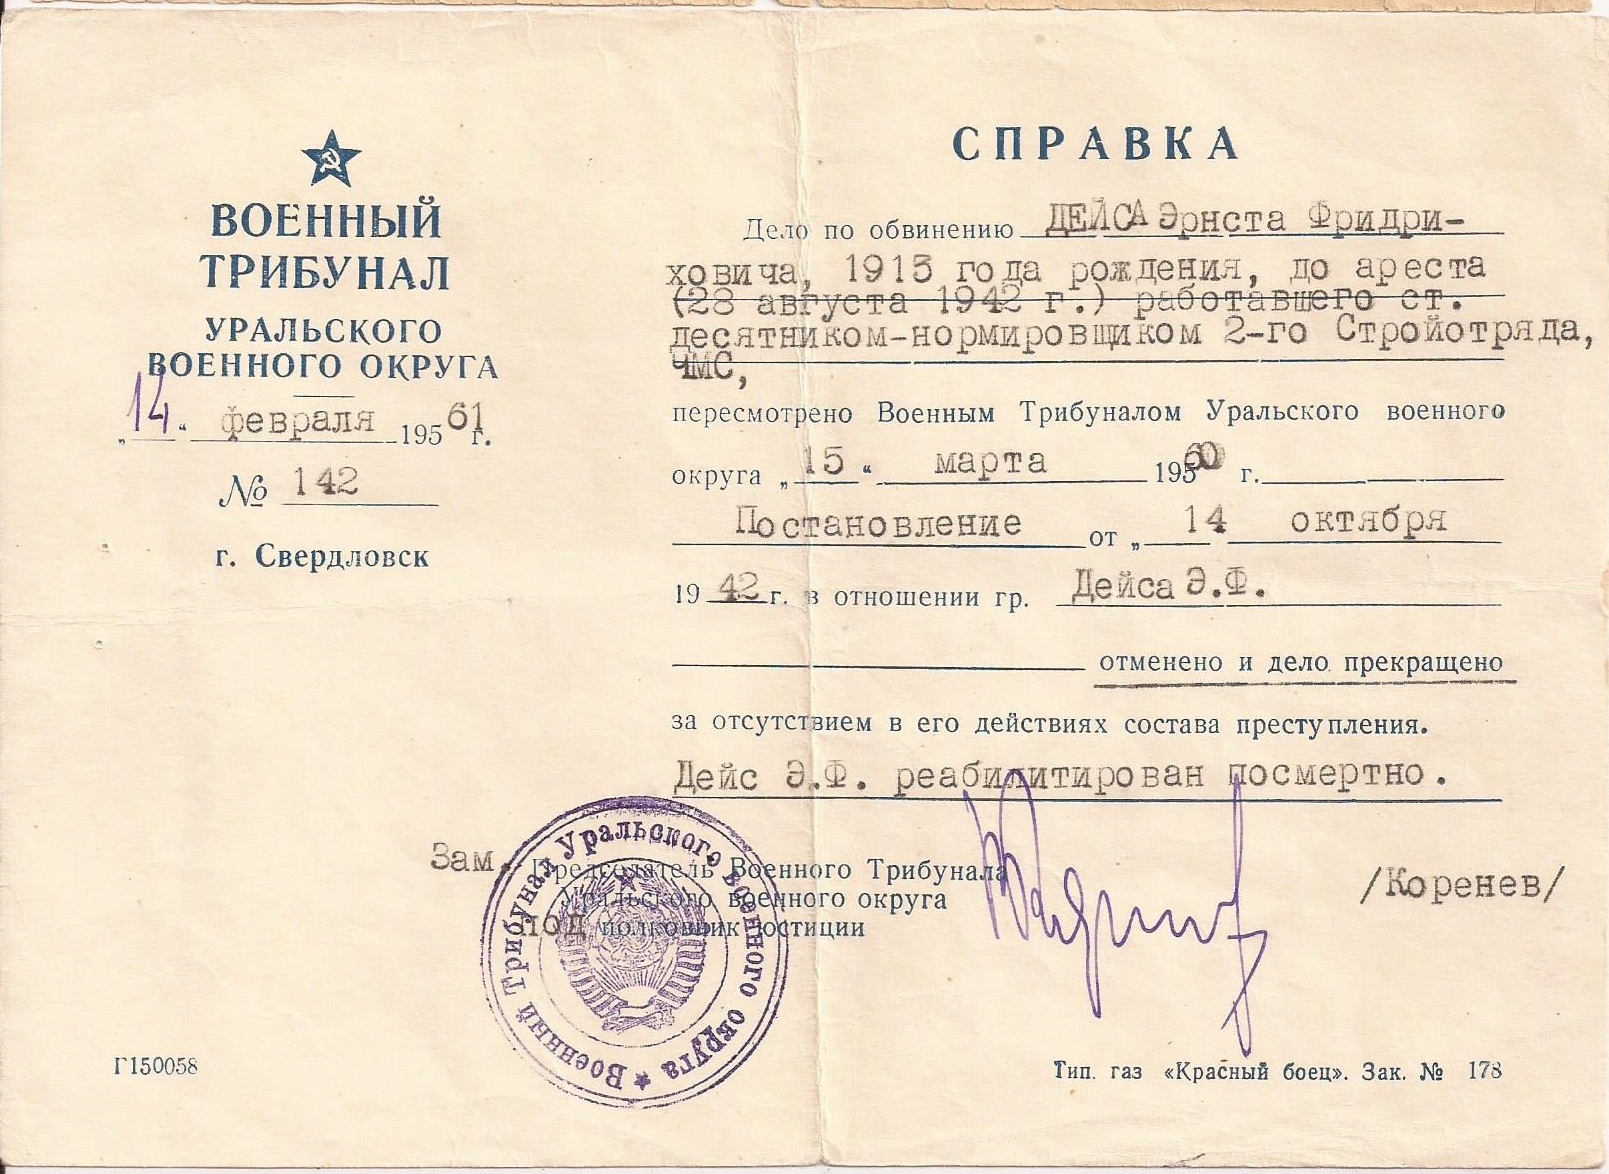 ВОЕННЫЙ
ТРИБУНАЛ
УРАЛЬСКОГО
ВОЕННОГО ОКРУГА
„14“ февраля 195 61 г.
№ 142
г. Свердловск
Г150058
СПРАВКА
Дело по обвинению ДЕЙСА Эрнста Фридри-
ховича, 1915 года рождения, до ареста
(28 августа 1942 г.) работавшего ст.
десятником-нормировщиком 2-го Стройотряда,
ЧМС,
пересмотрено Военным Трибуналом Уральского военного
округа „15“ марта 1960 г.
Постановление от „14 октября
1942 г. в отношении гр. Дейса Э.Ф.
отменено и дело прекращено
за отсутствием в его действиях состава преступления.
Дейс Э.Ф. реабилитирован посмертно.
Зам. Председатель Военного Трибунала
Уральского военного округа
под полковник юстиции
/Коренев/
Военный Трибунал Уральского военного округа
Тип. газ «Красный боец». Зак. № 178